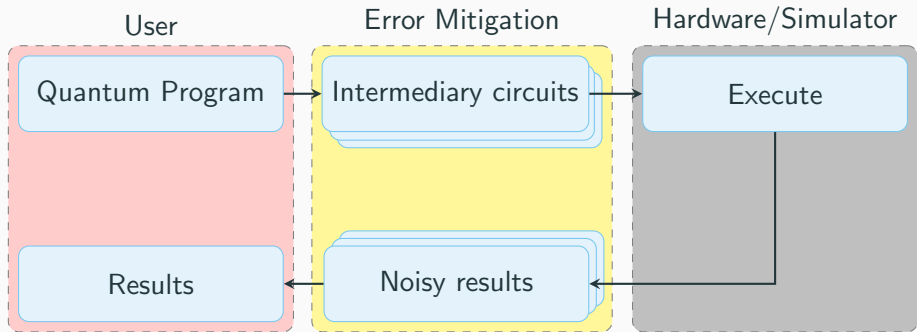 User
Error Mitigation
Hardware/Simulator
Quantum Program
Intermediary circuits
Execute
Results
Noisy results